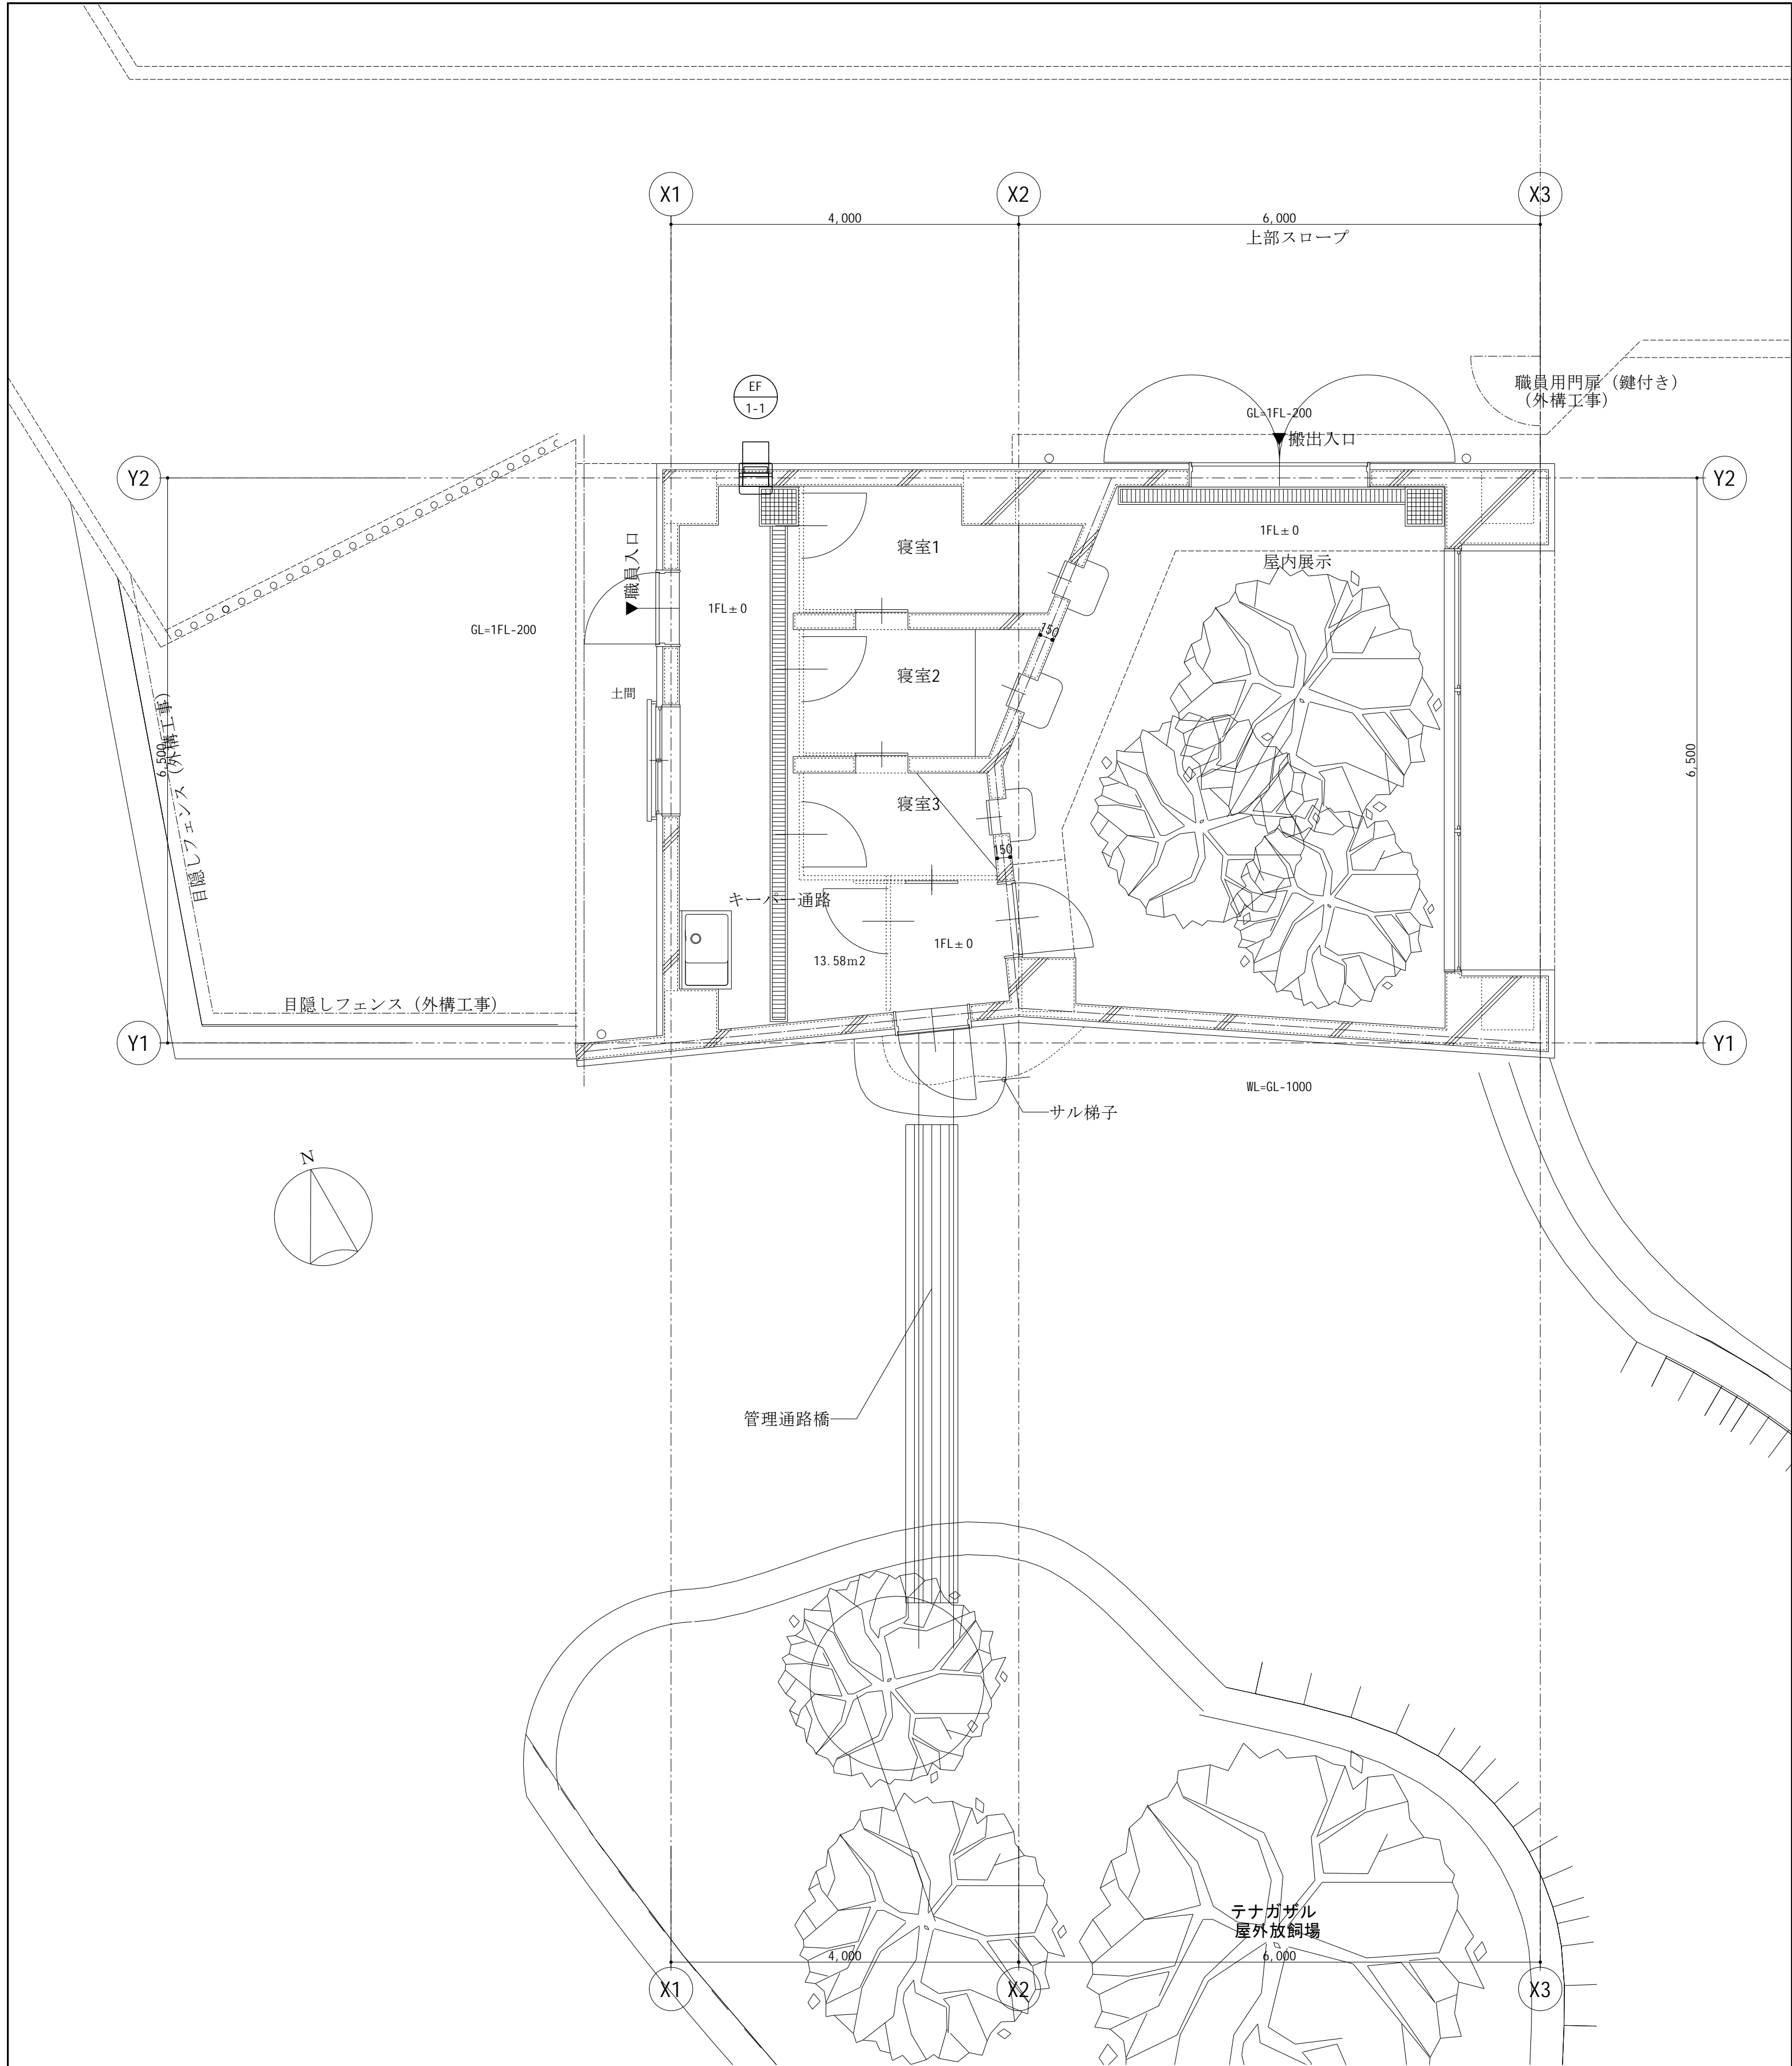 X1
X2
X3
4,000
6,000
上部スロープ
EF
1-1
職員用門扉（鍵付き）
（外構工事）
GL=1FL-200
搬出入口
Y2
Y2
職員入口
寝室1
1FL±0
屋内展示
1FL±0
GL=1FL-200
150
寝室2
土間
6,500
目隠しフェンス（外構工事）
6,500
寝室3
150
キーパー通路
1FL±0
13.58m2
目隠しフェンス（外構工事）
Y1
Y1
WL=GL-1000
サル梯子
N
管理通路橋
テナガザル
屋外放飼場
4,000
6,000
X1
X2
X3